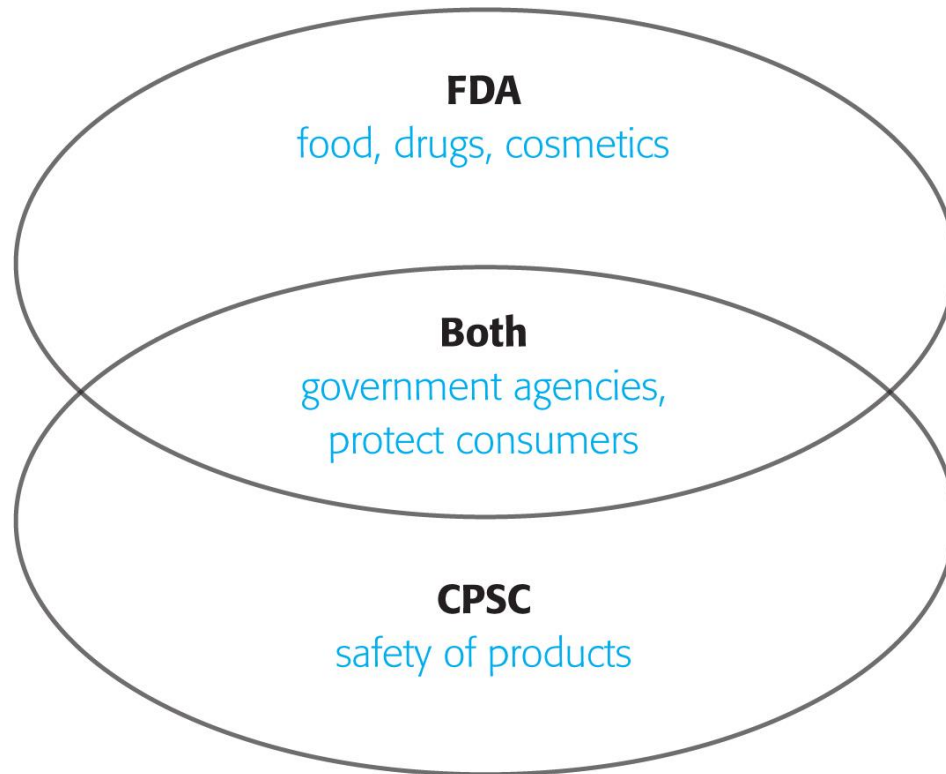 FDA
food, drugs, cosmetics
Both
government agencies,
protect consumers
CPSC
safety of products